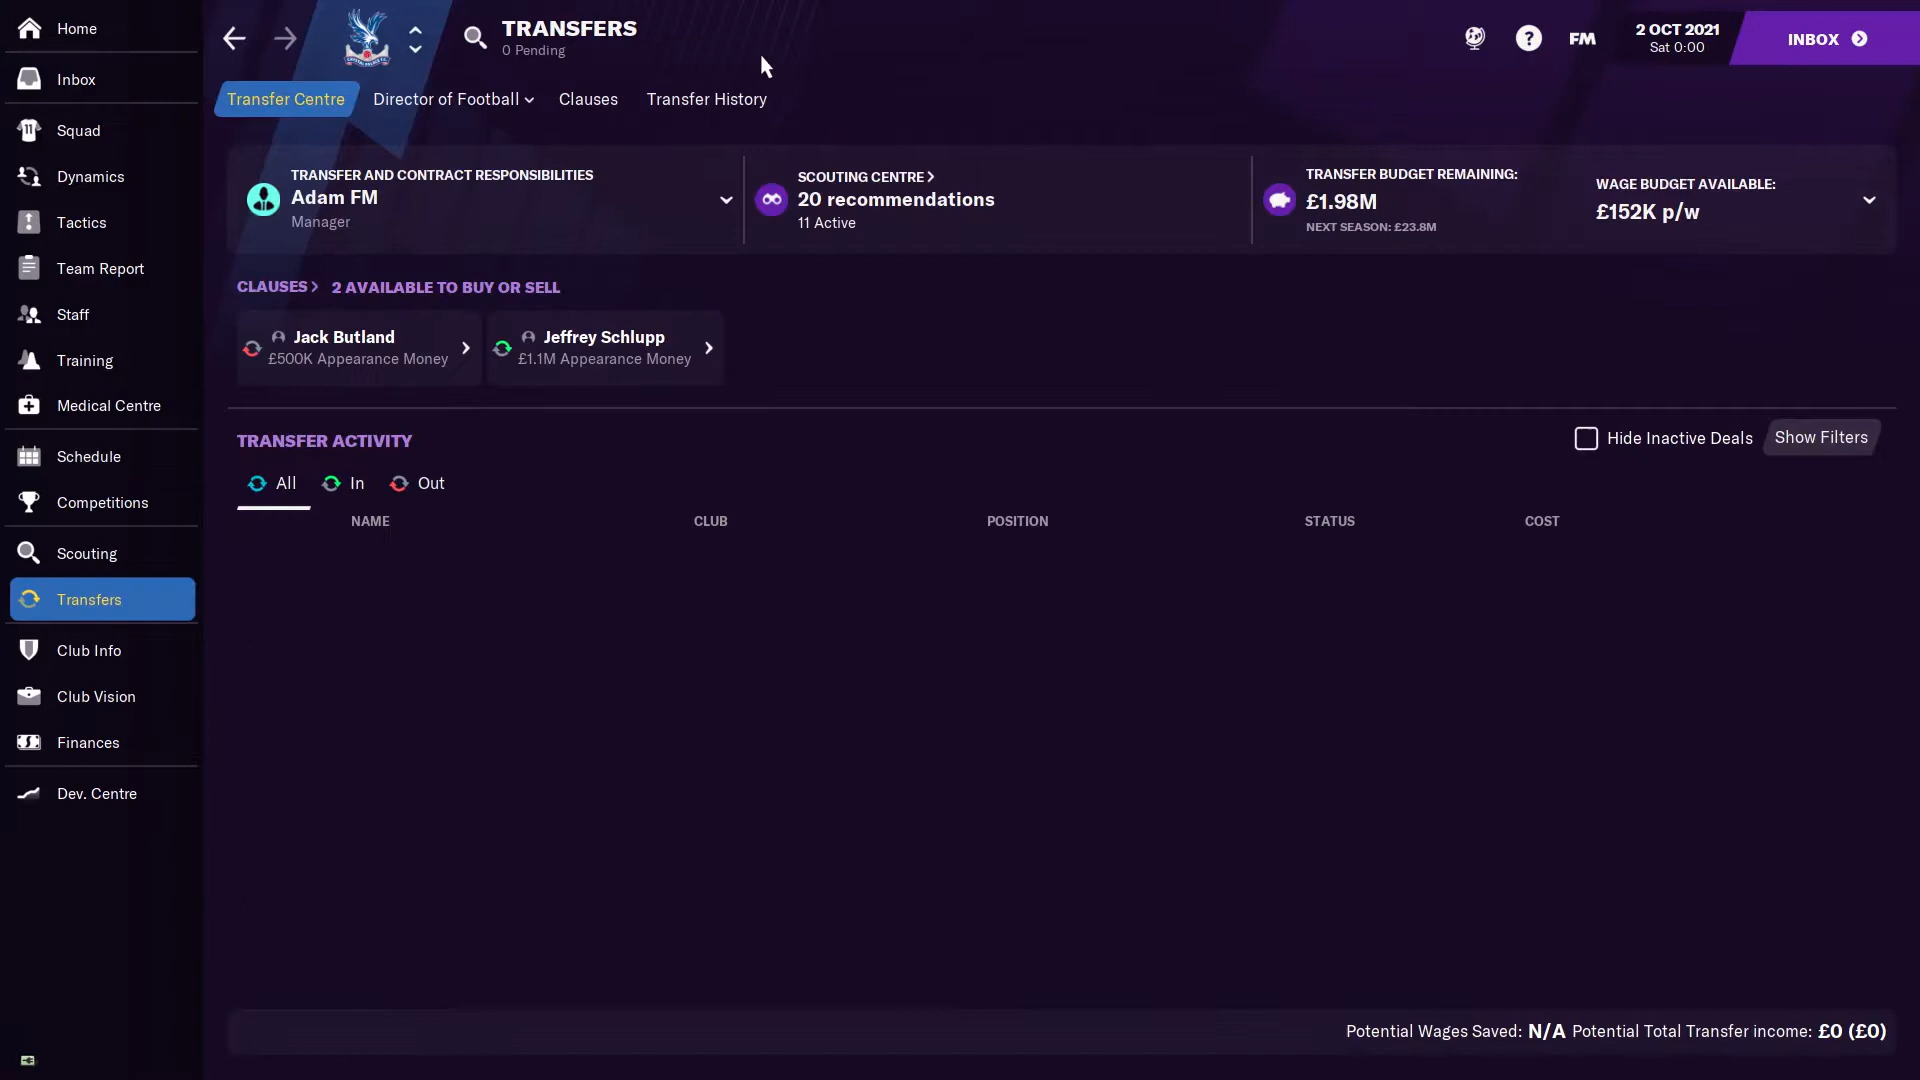 Home
Inbox
Squad
Dynamics
Tactics
Team Report
Staff
Training
Medical Centre
Schedule
Competitions
Scouting
Transfers
Club Info
Club Vision
Finances
Dev. Centre
TRANSFERS
0 Pending
FM
2 OCT 2021
Sat 0:00
INBOX
Transfer Centre
Director of Football
Clauses
Transfer History
TRANSFER AND CONTRACT RESPONSIBILITIES
Adam FM
Manager
SCOUTING CENTRE
20 recommendations
11 Active
TRANSFER BUDGET REMAINING:
£1.98M
NEXT SEASON: £23.8M
WAGE BUDGET AVAILABLE:
£152K p/w
CLAUSES 2 AVAILABLE TO BUY OR SELL
Jack Butland
£500K Appearance Money
Jeffrey Schlupp
£1.1M Appearance Money
TRANSFER ACTIVITY
Hide Inactive Deals
Show Filters
All In Out
NAME CLUB POSITION STATUS COST
Potential Wages Saved: N/A Potential Total Transfer income: £0 (£0)